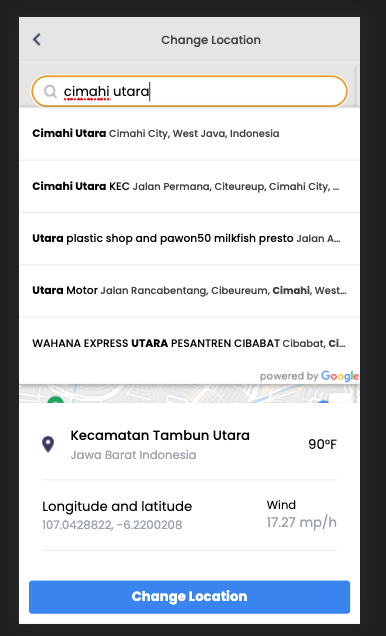 Change Location
cimahi utara
Cimahi Utara Cimahi City, West Java, Indonesia
Cimahi Utara KEC Jalan Permana, Citeureup, Cimahi City, ...
Utara plastic shop and pawon50 milkfish presto Jalan A...
Utara Motor Jalan Rancabentang, Cibeureum, Cimahi, West...
WAHANA EXPRESS UTARA PESANTREN CIBABAT Cibabat, Ci...
powered by Google
Kecamatan Tambun Utara
Jawa Barat Indonesia
90°F
Longitude and latitude
107.0428822, -6.2200208
Wind
17.27 mp/h
Change Location